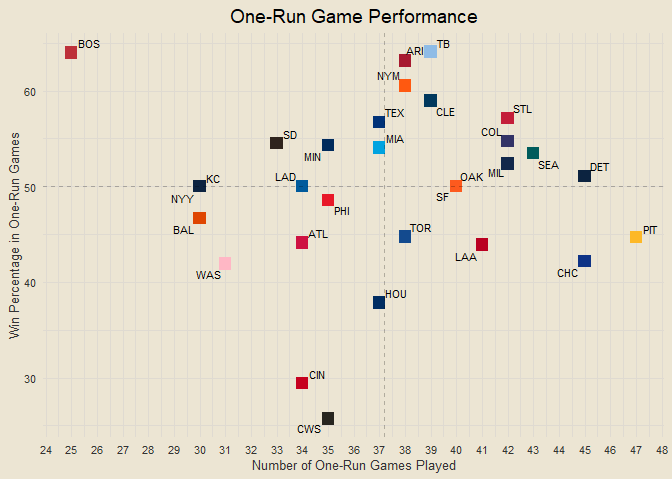 One-Run Game Performance
BOS
ARI
TB
NYM
60
TEX
CLE
STL
COL
SD
MIN
MIA
SEA
MIL
DET
KC
LAD
OAK
50
NYY
SF
PHI
BAL
ATL
TOR
PIT
WAS
LAA
CHC
40
HOU
30
CIN
CWS
Win Percentage in One-Run Games
24 25 26 27 28 29 30 31 32 33 34 35 36 37 38 39 40 41 42 43 44 45 46 47 48
Number of One-Run Games Played